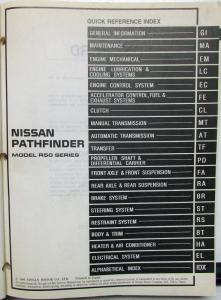 QUICK REFERENCE INDEX
GENERAL INFORMATION GI
MAINTENANCE MA
ENGINE MECHANICAL EM
ENGINE LUBRICATION & COOLING SYSTEMS LC
ENGINE CONTROL SYSTEM EC
ACCELERATOR CONTROL, FUEL & EXHAUST SYSTEMS FE
CLUTCH CL
MANUAL TRANSMISSION MT
AUTOMATIC TRANSMISSION AT
TRANSFER TF
PROPELLER SHAFT & DIFFERENTIAL CARRIER PD
FRONT AXLE & FRONT SUSPENSION FA
REAR AXLE & REAR SUSPENSION RA
BRAKE SYSTEM BR
STEERING SYSTEM ST
RESTRAINT SYSTEM RS
BODY & TRIM BT
HEATER & AIR CONDITIONER HA
ELECTRICAL SYSTEM EL
ALPHABETICAL INDEX IDX
NISSAN
PATHFINDER
MODEL R50 SERIES